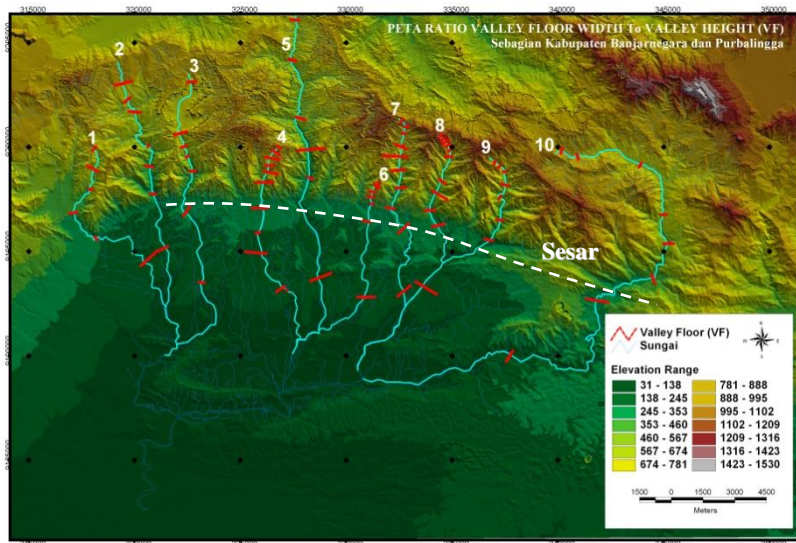 315000 320000 325000 330000 335000 340000 345000 350000
PETA RATIO VALLEY FLOOR WIDTH To VALLEY HEIGHT (VF)
Sebagian Kabupaten Banjarnegara dan Purbalingga
1
2
3
4
5
6
7
8
9
10
Sesar
Valley Floor (VF)
Sungai
Elevation Range
31 - 138
138 - 245
245 - 353
353 - 460
460 - 567
567 - 674
674 - 781
781 - 888
888 - 995
995 - 1102
1102 - 1209
1209 - 1316
1316 - 1423
1423 - 1530
1500 0 1500 3000 4500
Meters